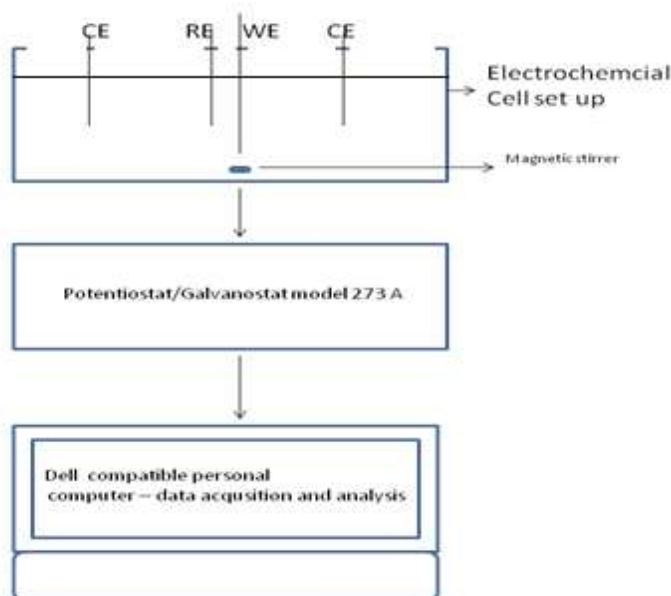 CE RE WE CE
Electrochemcial
Cell set up
Magnetic stirrer
Potentiostat/Galvanostat model 273 A
Dell compatible personal
computer – data acqusition and analysis